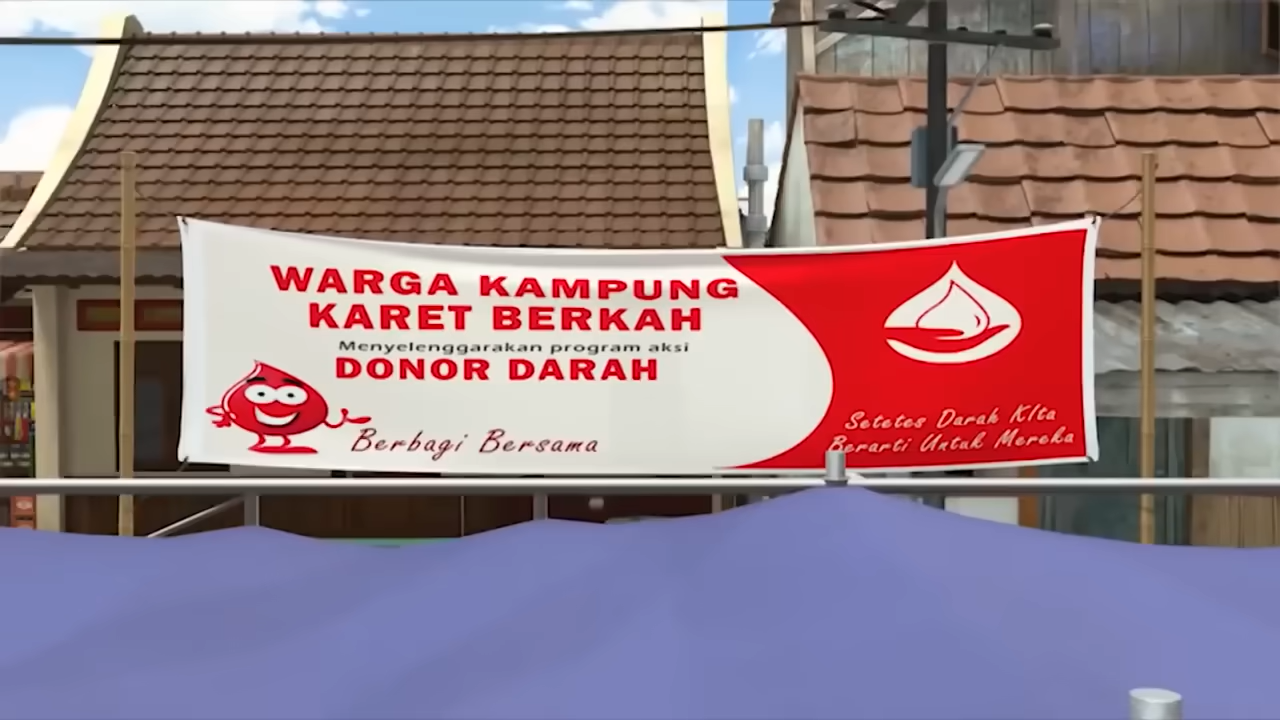 WARGA KAMPUNG
KARET BERKAH
Menyelenggarakan program aksi
DONOR DARAH
Berbagi Bersama
Setetes Darah KIta
Berarti Untuk Mereka